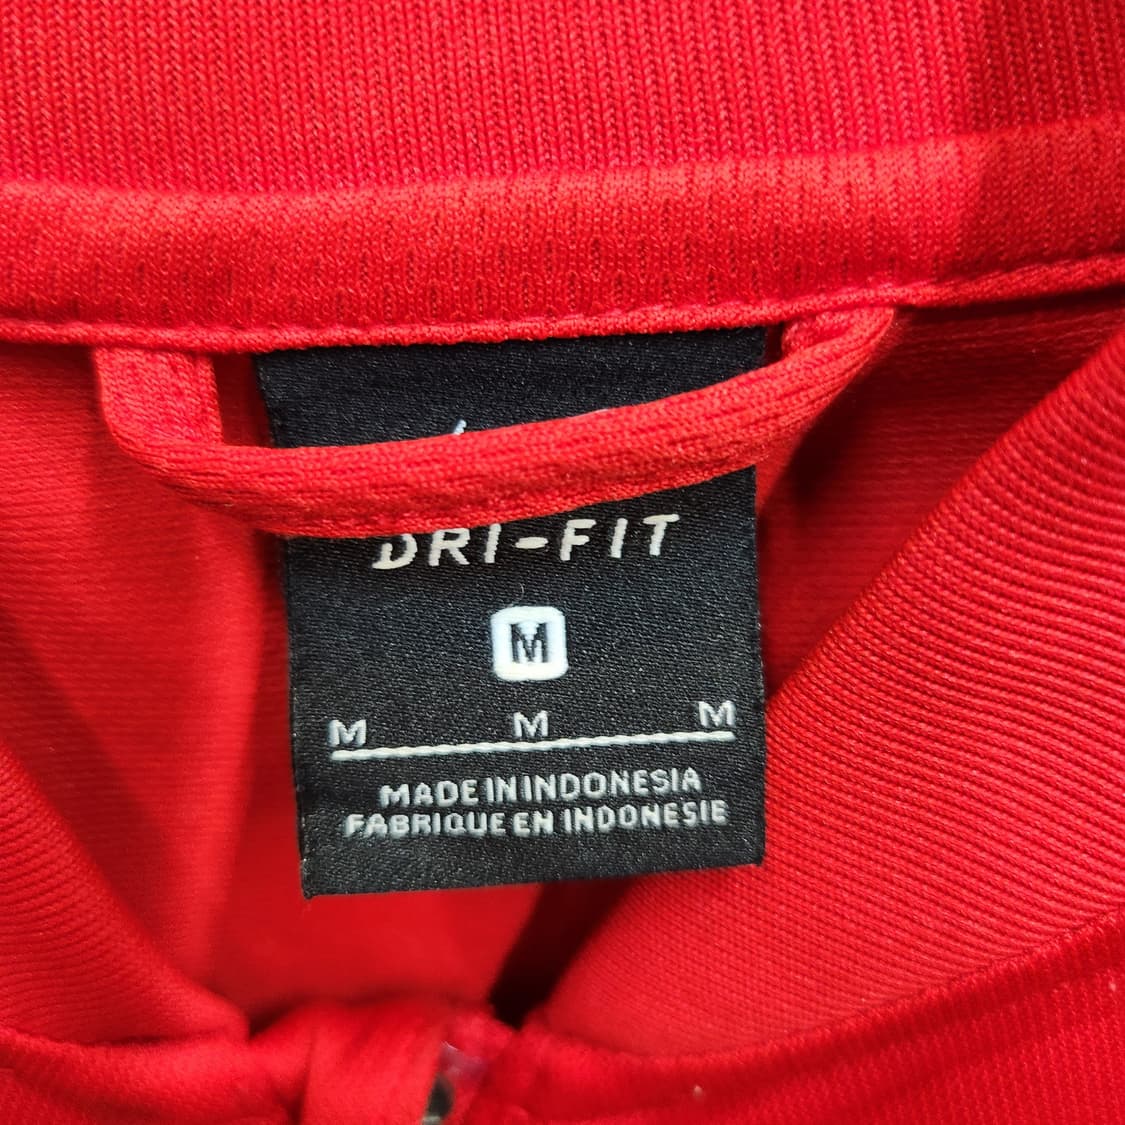 DRI-FIT
M
M M M
MADE IN INDONESIA
FABRIQUE EN INDONESIE